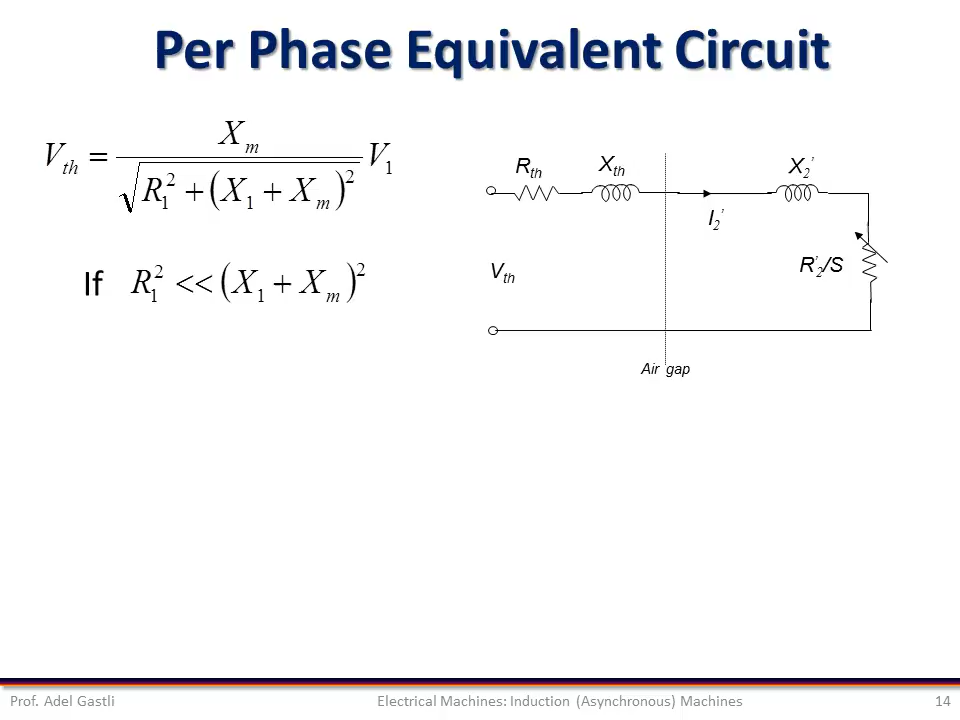 Per Phase Equivalent Circuit
V_th = X_m / √(R_1^2 + (X_1 + X_m)^2) V_1
If R_1^2 << (X_1 + X_m)^2
R_th
X_th
X_2'
I_2'
V_th
R_2'/S
Air gap
Prof. Adel Gastli
Electrical Machines: Induction (Asynchronous) Machines
14